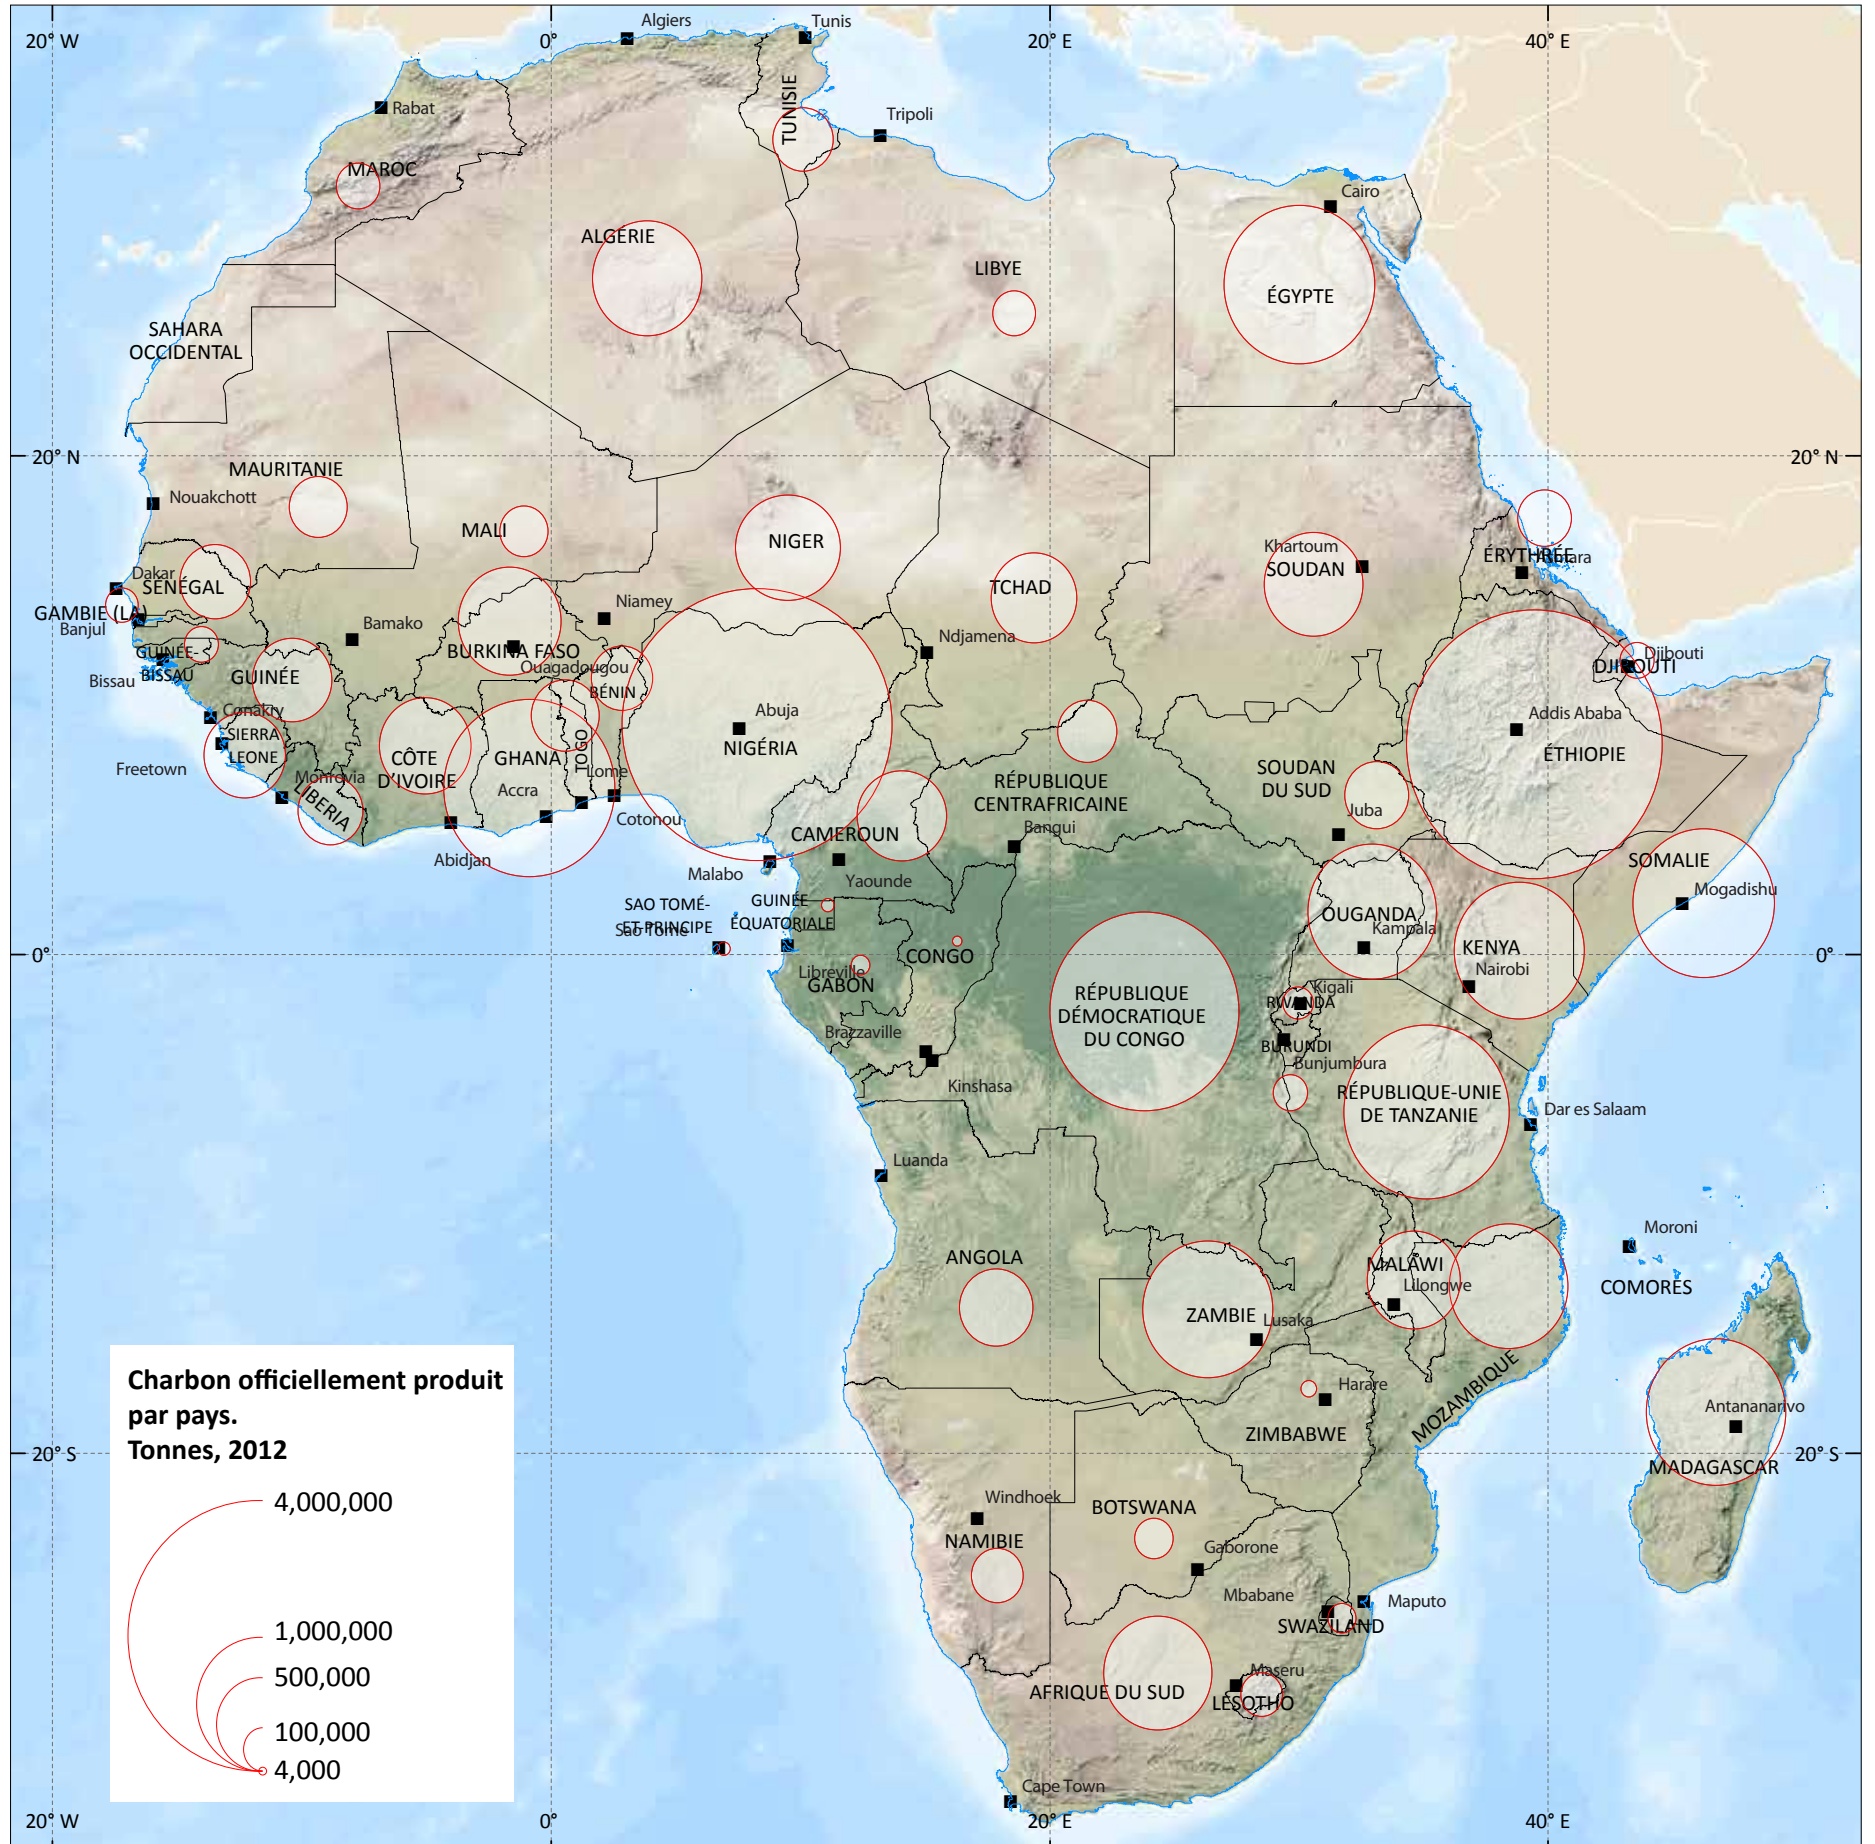 Algiers
Tunis
20° W
0°
20° E
40° E
Rabat
TUNISIE
Tripoli
MAROC
Cairo
ALGÉRIE
LIBYE
ÉGYPTE
SAHARA
OCCIDENTAL
20° N
20° N
MAURITANIE
Nouakchott
MALI
NIGER
Khartoum
SOUDAN
TCHAD
ÉRYTHRÉE
Dakar
SÉNÉGAL
GAMBIE (LA)
Banjul
Niamey
Bamako
Ndjamena
GUINÉE-
BISSAU
Bissau
BURKINA FASO
Ouagadougou
Djibouti
DJIBOUTI
GUINÉE
BÉNIN
Conakry
Abuja
NIGÉRIA
Addis Ababa
ÉTHIOPIE
SIERRA
LEONE
CÔTE
D'IVOIRE
GHANA
TOGO
Freetown
Monrovia
LIBERIA
Lome
Accra
RÉPUBLIQUE
CENTRAFRICAINE
SOUDAN
DU SUD
Cotonou
Juba
Abidjan
CAMEROUN
Bangui
SOMALIE
Malabo
Yaounde
Mogadishu
SAO TOMÉ-
ET-PRINCIPE
Sao Tome
GUINÉE
ÉQUATORIALE
OUGANDA
Kampala
KENYA
Nairobi
0°
CONGO
0°
Libreville
GABON
RÉPUBLIQUE
DÉMOCRATIQUE
DU CONGO
Kigali
RWANDA
Brazzaville
BURUNDI
Bunjumbura
Kinshasa
RÉPUBLIQUE-UNIE
DE TANZANIE
Dar es Salaam
Luanda
Moroni
ANGOLA
MALAWI
Lilongwe
COMORES
ZAMBIE
Lusaka
MOZAMBIQUE
Harare
Antananarivo
ZIMBABWE
20° S
MADAGASCAR
Charbon officiellement produit
par pays.
Tonnes, 2012
4,000,000
1,000,000
500,000
100,000
4,000
Windhoek
NAMIBIE
BOTSWANA
Gaborone
Mbabane
Maputo
SWAZILAND
Maseru
AFRIQUE DU SUD
LESOTHO
Cape Town
20° W
0°
20° E
40° E